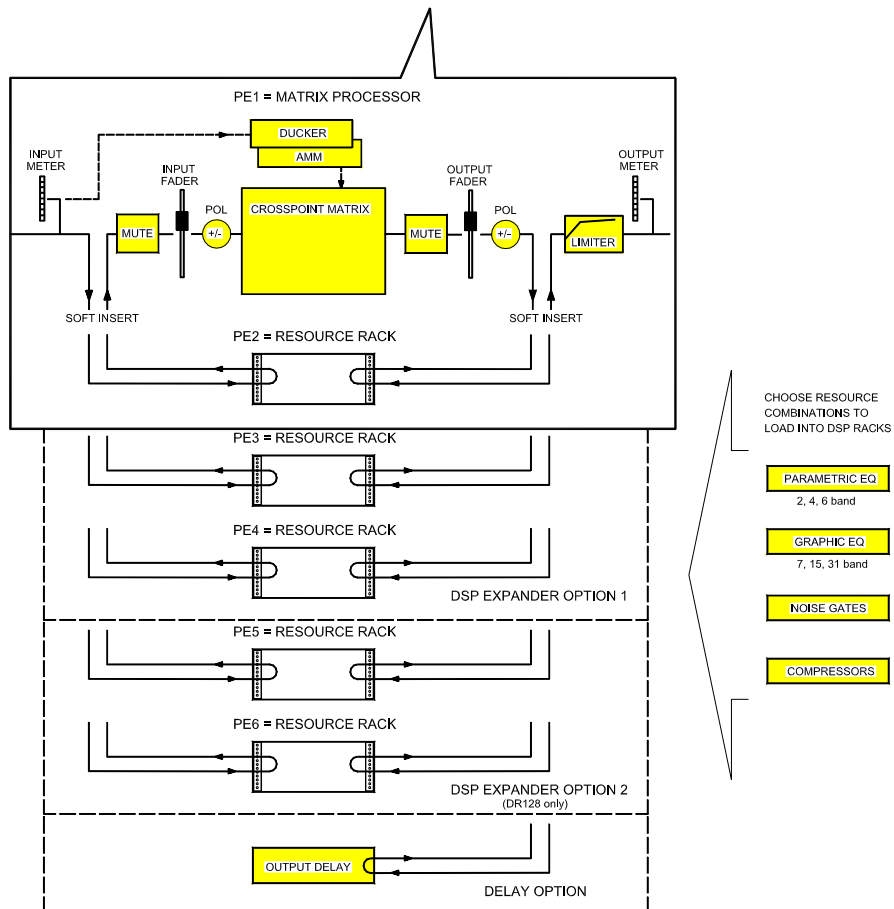 PE1 = MATRIX PROCESSOR
DUCKER
AMM
INPUT
METER
INPUT
FADER
OUTPUT
FADER
OUTPUT
METER
POL
CROSSPOINT MATRIX
POL
MUTE
+/-
MUTE
+/-
LIMITER
SOFT INSERT
SOFT INSERT
PE2 = RESOURCE RACK
PE3 = RESOURCE RACK
PE4 = RESOURCE RACK
DSP EXPANDER OPTION 1
PE5 = RESOURCE RACK
PE6 = RESOURCE RACK
DSP EXPANDER OPTION 2
(DR128 only)
OUTPUT DELAY
DELAY OPTION
CHOOSE RESOURCE
COMBINATIONS TO
LOAD INTO DSP RACKS
PARAMETRIC EQ
2, 4, 6 band
GRAPHIC EQ
7, 15, 31 band
NOISE GATES
COMPRESSORS